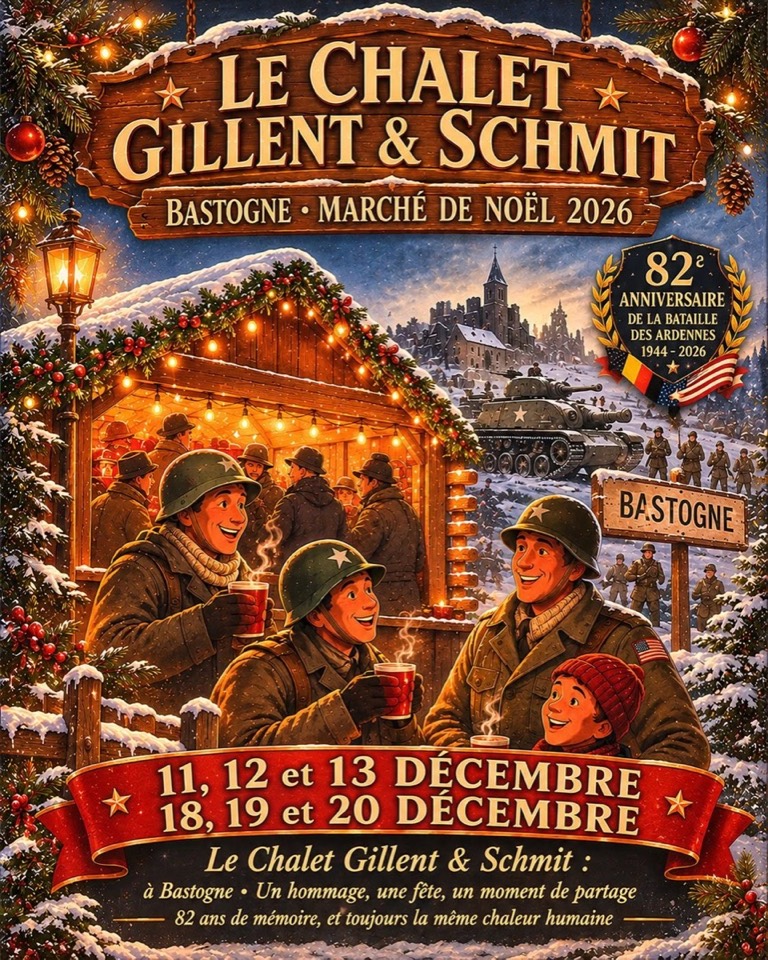 LE CHALET
GILLENT & SCHMIT
BASTOGNE • MARCHÉ DE NOËL 2026
82e
ANNIVERSAIRE
DE LA BATAILLE
DES ARDENNES
1944 - 2026
BASTOGNE
11, 12 et 13 DÉCEMBRE
18, 19 et 20 DÉCEMBRE
Le Chalet Gillent & Schmit :
à Bastogne • Un hommage, une fête, un moment de partage
82 ans de mémoire, et toujours la même chaleur humaine